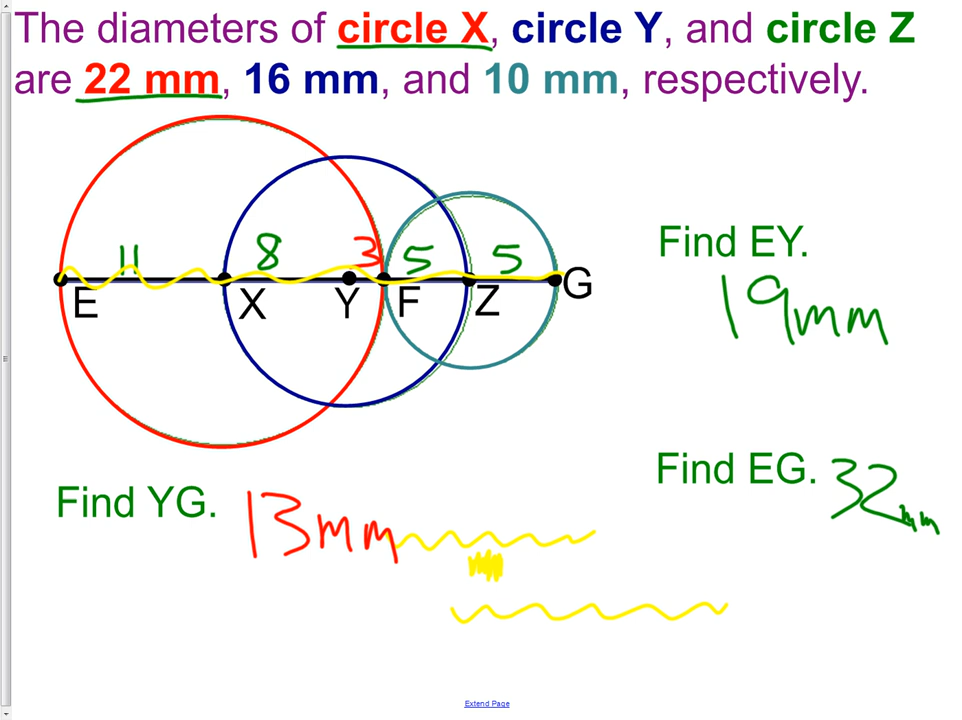 The diameters of circle X, circle Y, and circle Z
are 22 mm, 16 mm, and 10 mm, respectively.
11 8 3 5 5
E X Y F Z G
Find EY.
19mm
Find EG. 32mm
Find YG. 13mm
Extend Page